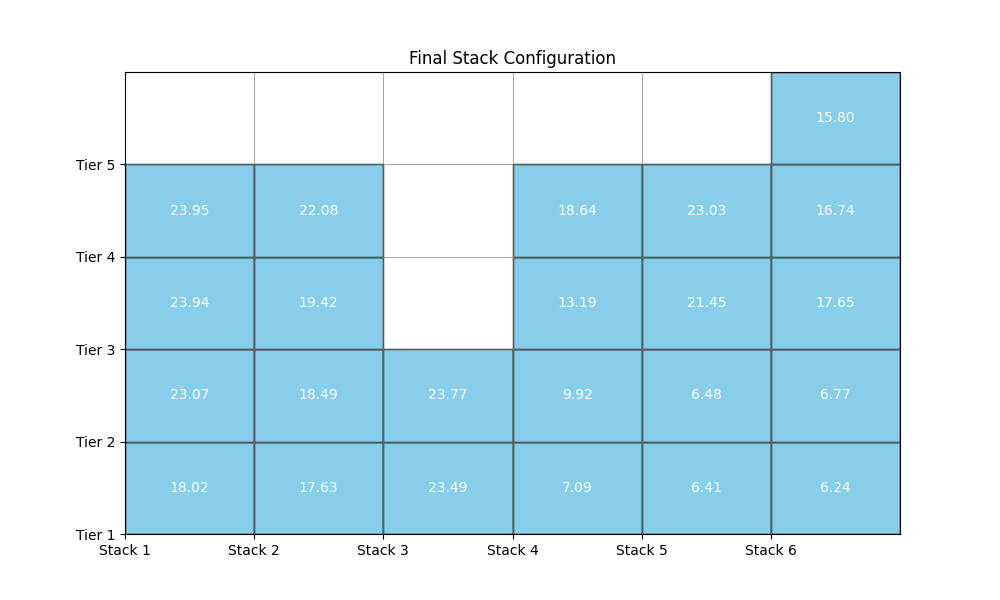 Final Stack Configuration
15.80
Tier 5
23.95 22.08 18.64 23.03 16.74
Tier 4
23.94 19.42 13.19 21.45 17.65
Tier 3
23.07 18.49 23.77 9.92 6.48 6.77
Tier 2
18.02 17.63 23.49 7.09 6.41 6.24
Tier 1
Stack 1 Stack 2 Stack 3 Stack 4 Stack 5 Stack 6